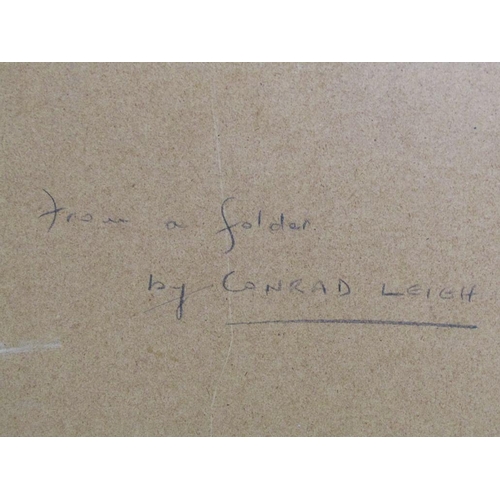 From a folder
by CONRAD LEIGH